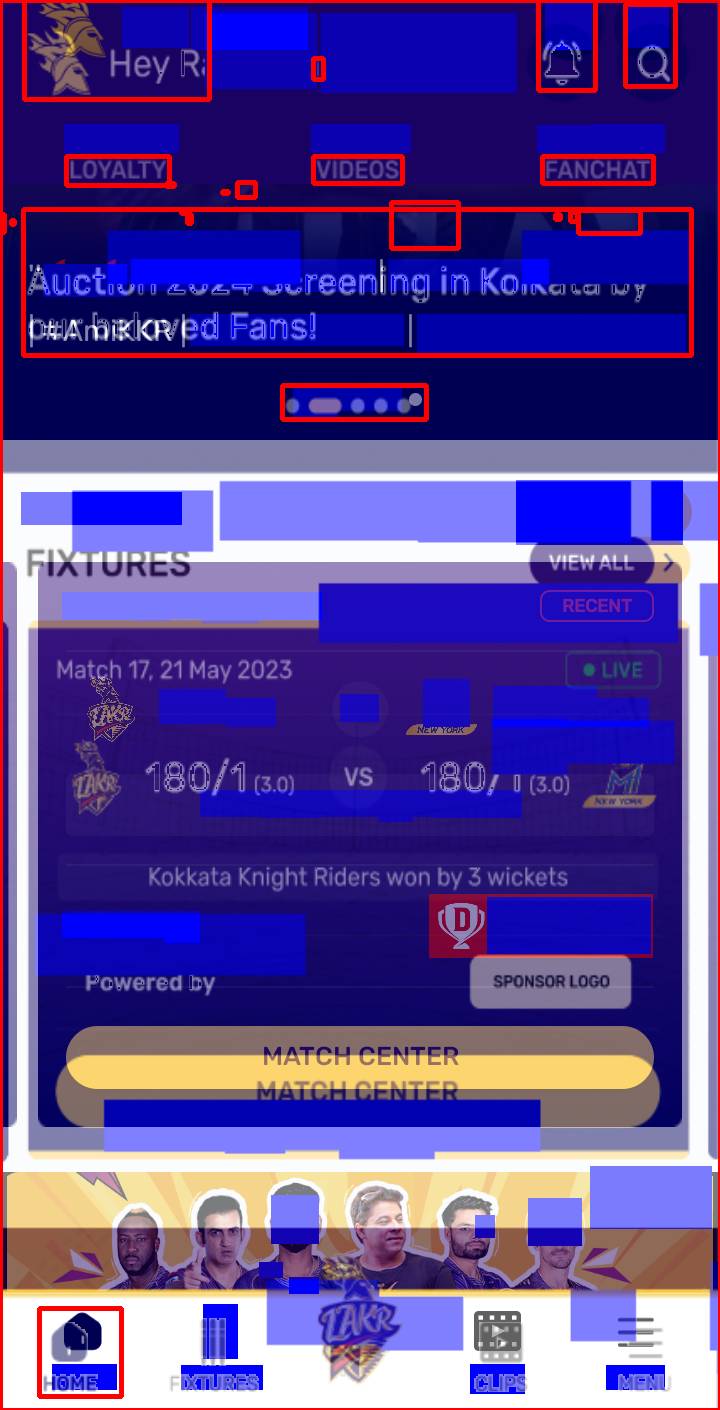 Hey Ra
LOYALTY VIDEOS FANCHAT
Auction 2024 Screening in Kolkata by
our beloved Fans!
#AmiKKR
FIXTURES
VIEW ALL
RECENT
Match 17, 21 May 2023
LIVE
NEW YORK
180/1 (3.0) VS 180/1 (3.0)
LAKR
NEW YORK
Kokkata Knight Riders won by 3 wickets
D
Powered by
SPONSOR LOGO
MATCH CENTER
MATCH CENTER
LAKR
HOME FIXTURES CLIPS MENU